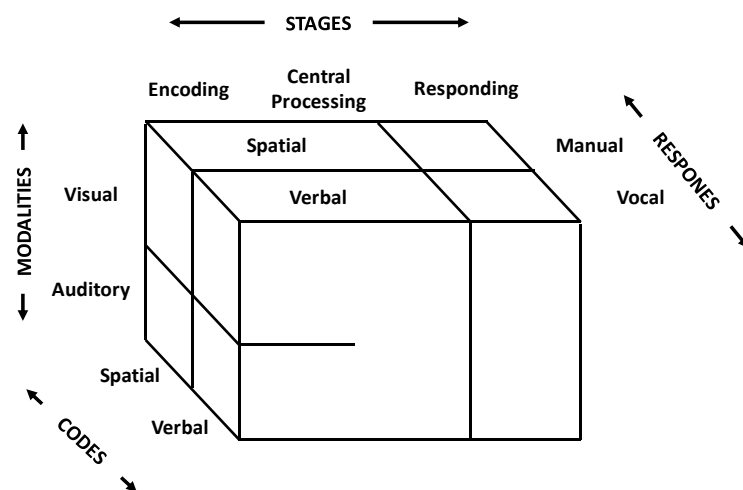 STAGES
Encoding
Central
Processing
Responding
Spatial
Manual
Verbal
Vocal
RESPONES
MODALITIES
Visual
Auditory
Spatial
Verbal
CODES